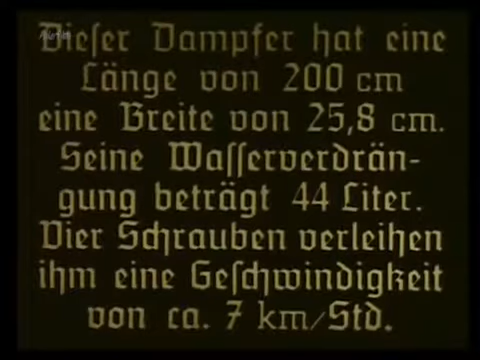 Dieser Dampfer hat eine
Länge von 200 cm
eine Breite von 25,8 cm.
Seine Wasserverdrän-
gung beträgt 44 Liter.
Vier Schrauben verleihen
ihm eine Geschwindigkeit
von ca. 7 km/Std.